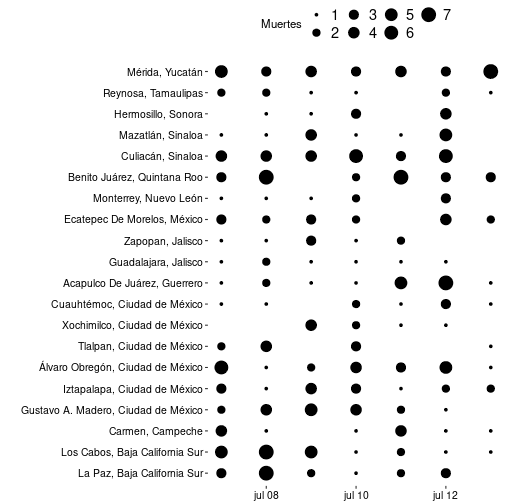 Muertes 1 3 5 7
2 4 6
Mérida, Yucatán
Reynosa, Tamaulipas
Hermosillo, Sonora
Mazatlán, Sinaloa
Culiacán, Sinaloa
Benito Juárez, Quintana Roo
Monterrey, Nuevo León
Ecatepec De Morelos, México
Zapopan, Jalisco
Guadalajara, Jalisco
Acapulco De Juárez, Guerrero
Cuauhtémoc, Ciudad de México
Xochimilco, Ciudad de México
Tlalpan, Ciudad de México
Álvaro Obregón, Ciudad de México
Iztapalapa, Ciudad de México
Gustavo A. Madero, Ciudad de México
Carmen, Campeche
Los Cabos, Baja California Sur
La Paz, Baja California Sur
jul 08 jul 10 jul 12